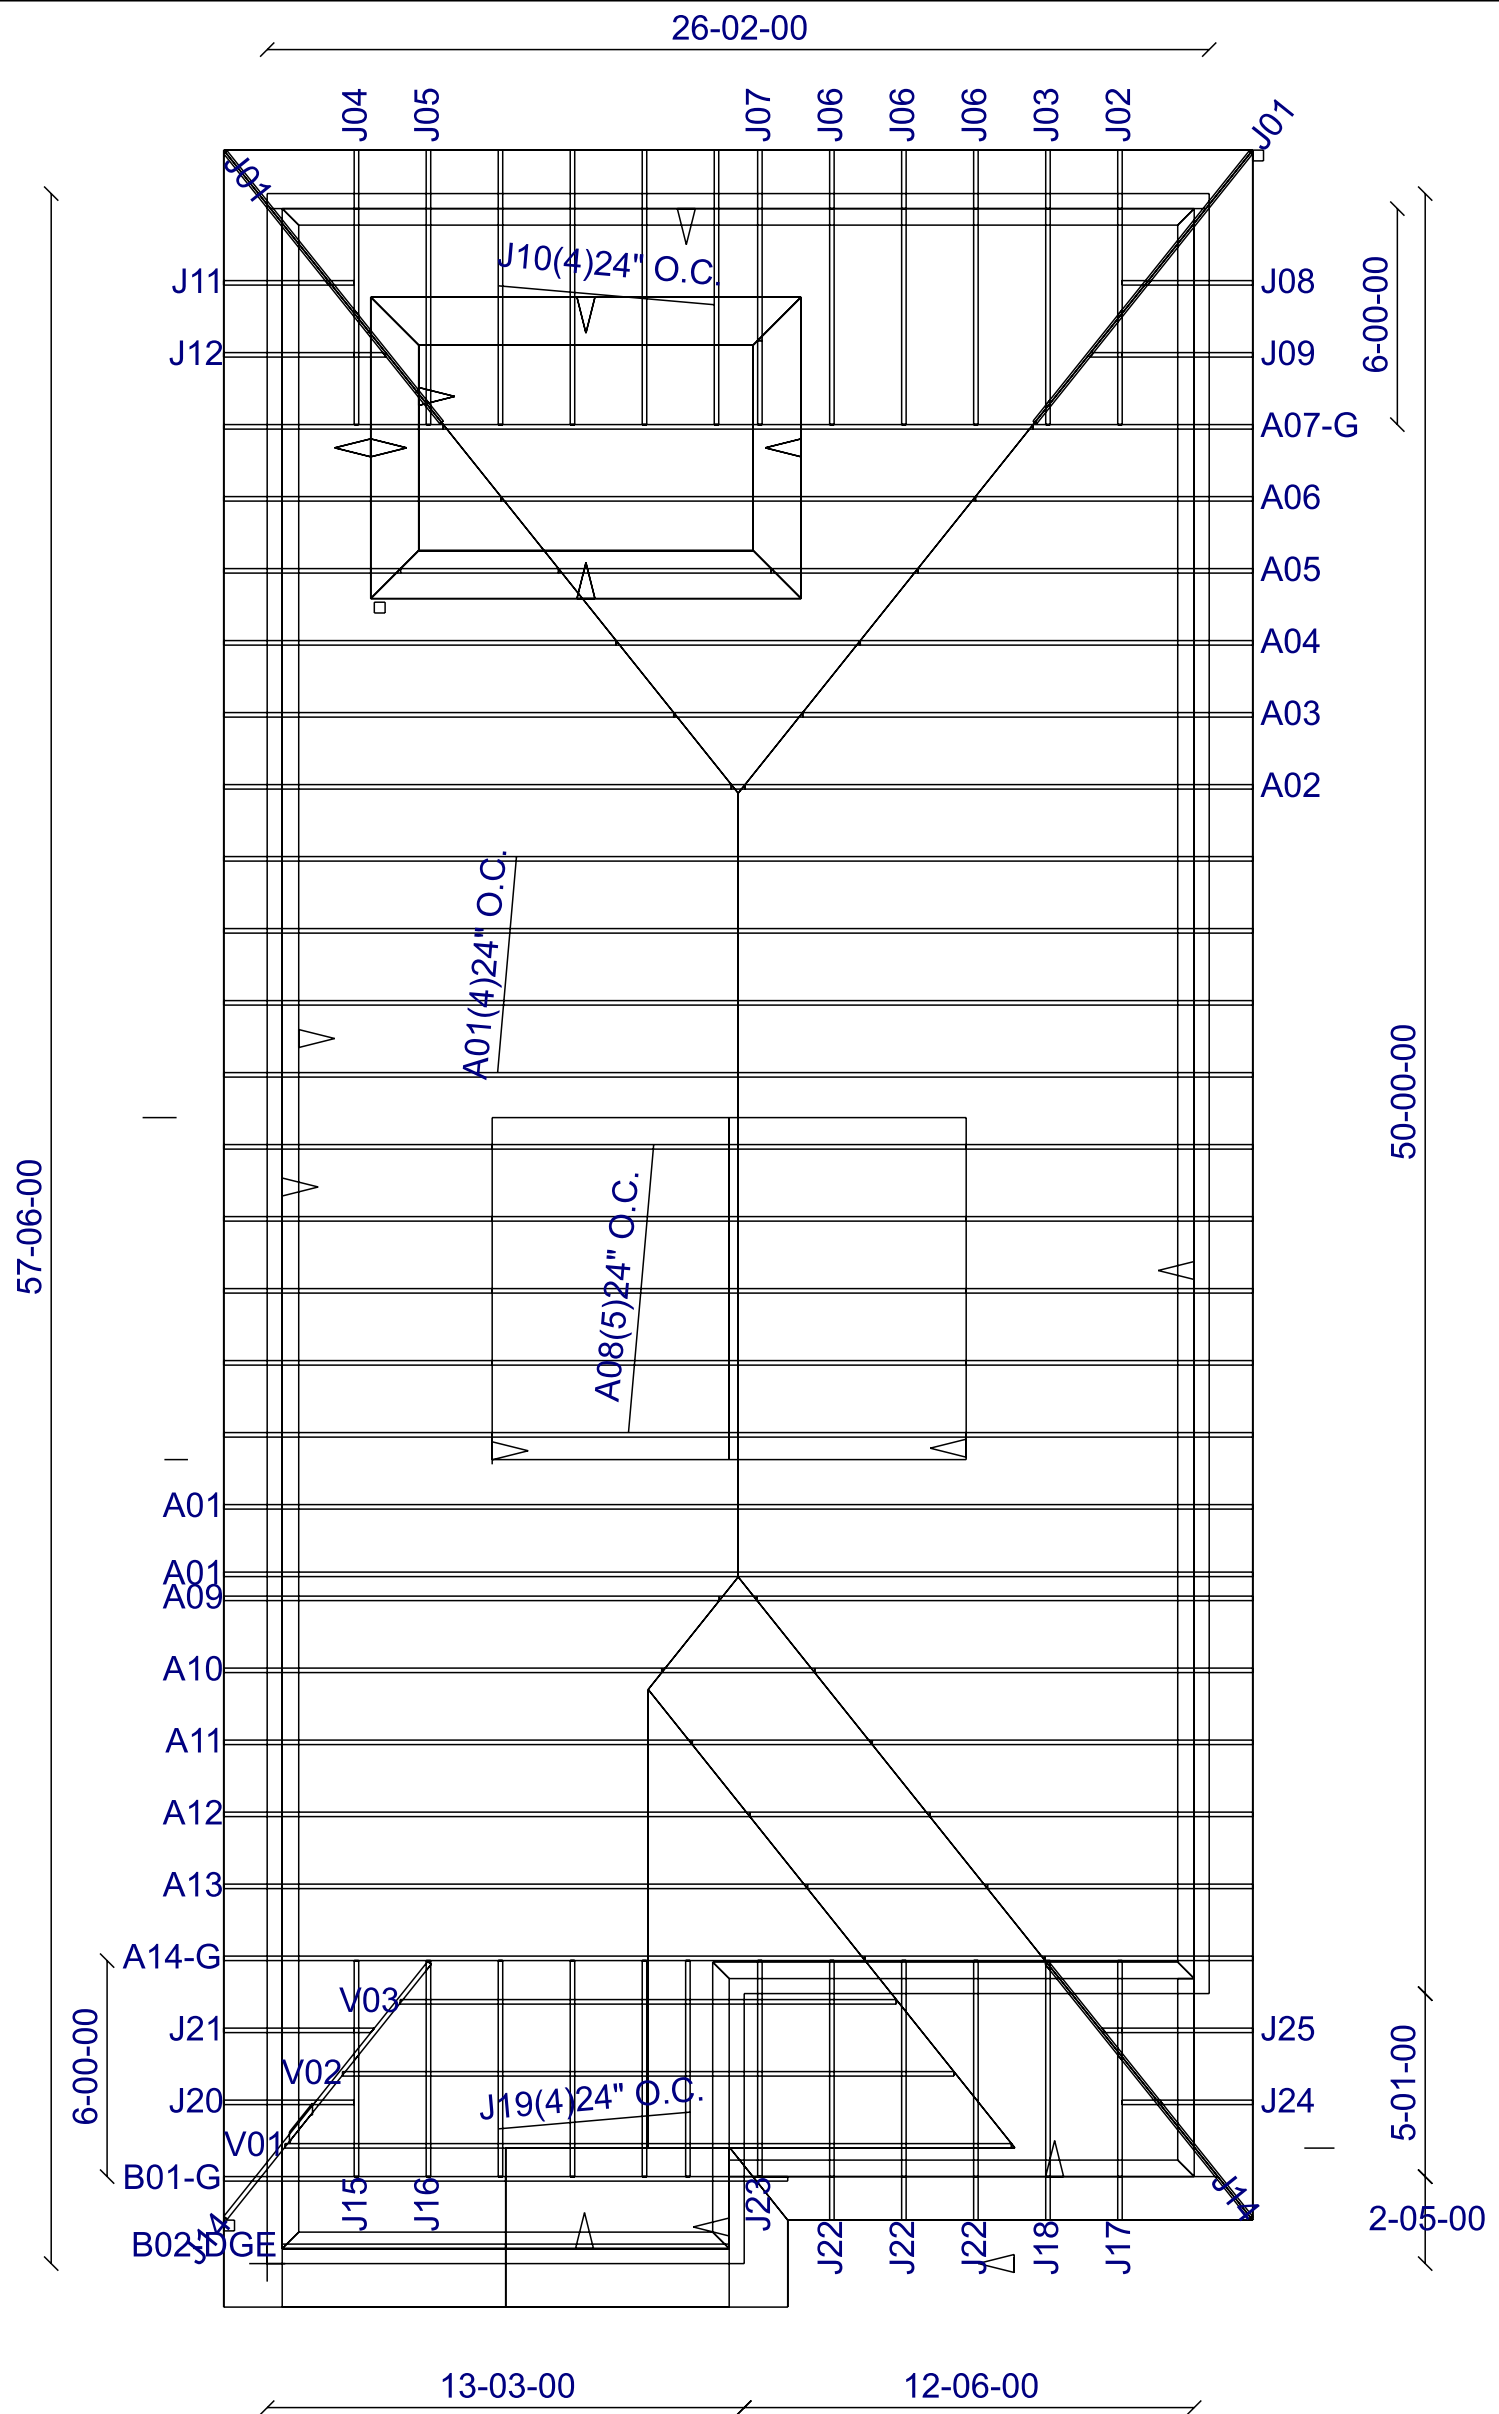 26-02-00
J04
J05
J07
J06
J06
J06
J03
J02
J01
J01
J10(4)24" O.C.
J11
J08
6-00-00
J12
J09
A07-G
A06
A05
A04
A03
A02
A01(4)24" O.C.
50-00-00
57-06-00
A08(5)24" O.C.
A01
A01
A09
A10
A11
A12
A13
A14-G
V03
J21
J25
6-00-00
5-01-00
V02
J20
J19(4)24" O.C.
J24
V01
B01-G
J15
J16
J23
J14
J14
2-05-00
B02-DGE
J22
J22
J22
J18
J17
13-03-00
12-06-00